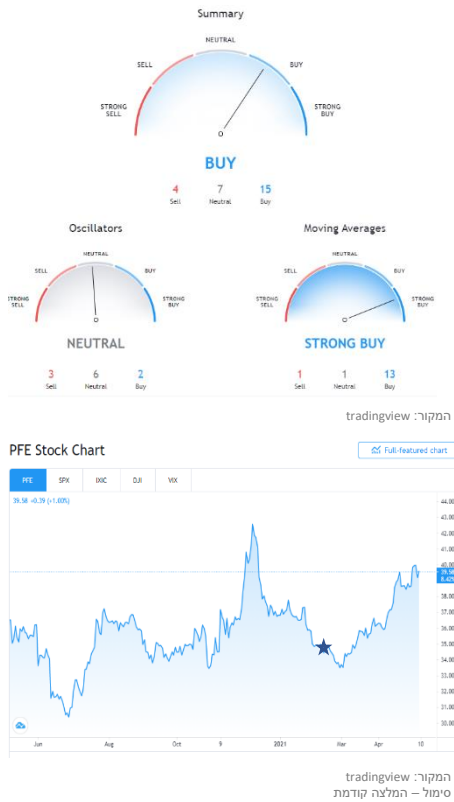 Summary
NEUTRAL
SELL
BUY
STRONG SELL
STRONG BUY
BUY
4 7 15
Sell Neutral Buy
Oscillators
NEUTRAL
SELL
BUY
STRONG SELL
STRONG BUY
NEUTRAL
3 6 2
Sell Neutral Buy
Moving Averages
NEUTRAL
SELL
BUY
STRONG SELL
STRONG BUY
STRONG BUY
1 1 13
Sell Neutral Buy
המקור: tradingview
PFE Stock Chart
Full-featured chart
PFE SPX IXIC DJI VIX
39.58 -0.39 (-1.00%)
44.00
43.00
42.00
41.00
40.00
39.58
38.00
37.00
36.00
35.00
34.00
33.00
32.00
31.00
30.00
Jun Aug Oct 9 2021 Mar Apr 10
המקור: tradingview
סימול – המלצה קודמת